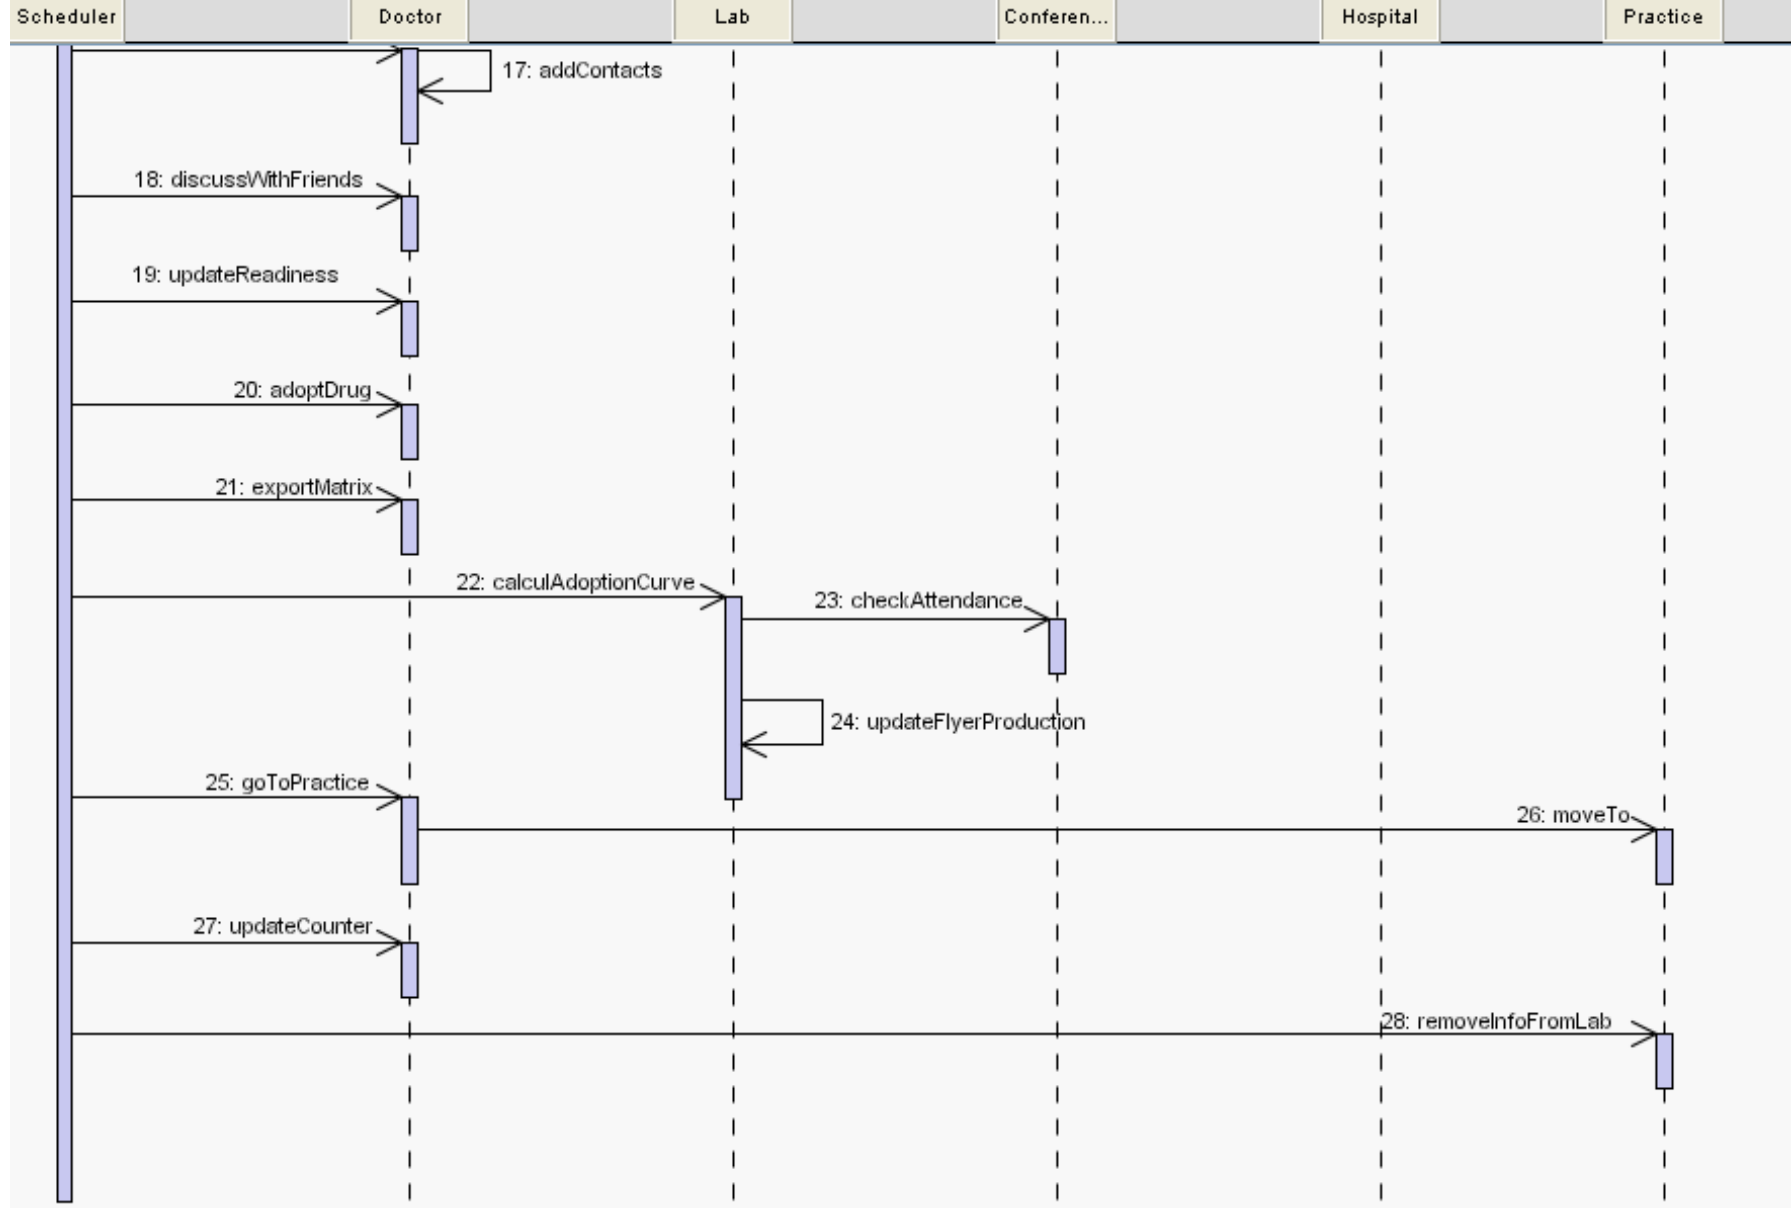 Scheduler
Doctor
Lab
Conferen...
Hospital
Practice
17: addContacts
18: discussWithFriends
19: updateReadiness
20: adoptDrug
21: exportMatrix
22: calculAdoptionCurve
23: checkAttendance
24: updateFlyerProduction
25: goToPractice
26: moveTo
27: updateCounter
28: removeInfoFromLab